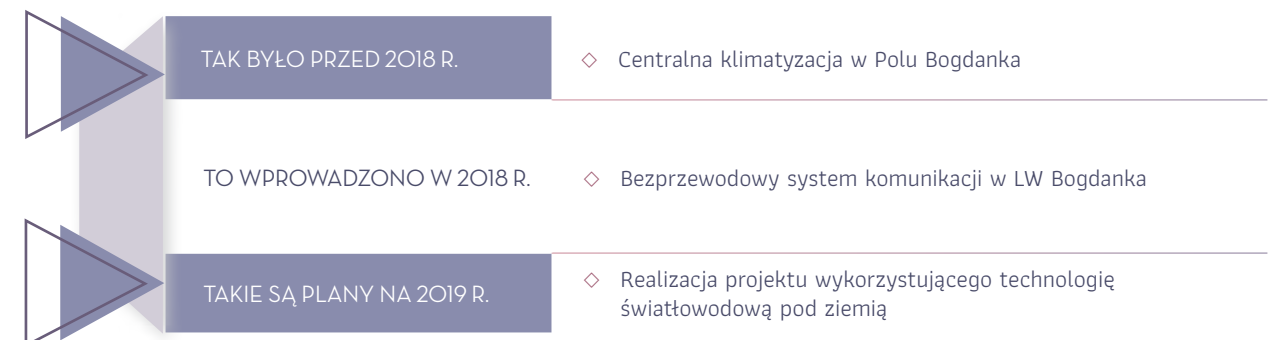 TAK BYŁO PRZED 2018 R.
◇ Centralna klimatyzacja w Polu Bogdanka
TO WPROWADZONO W 2018 R.
◇ Bezprzewodowy system komunikacji w LW Bogdanka
TAKIE SĄ PLANY NA 2019 R.
◇ Realizacja projektu wykorzystującego technologię
światłowodową pod ziemią